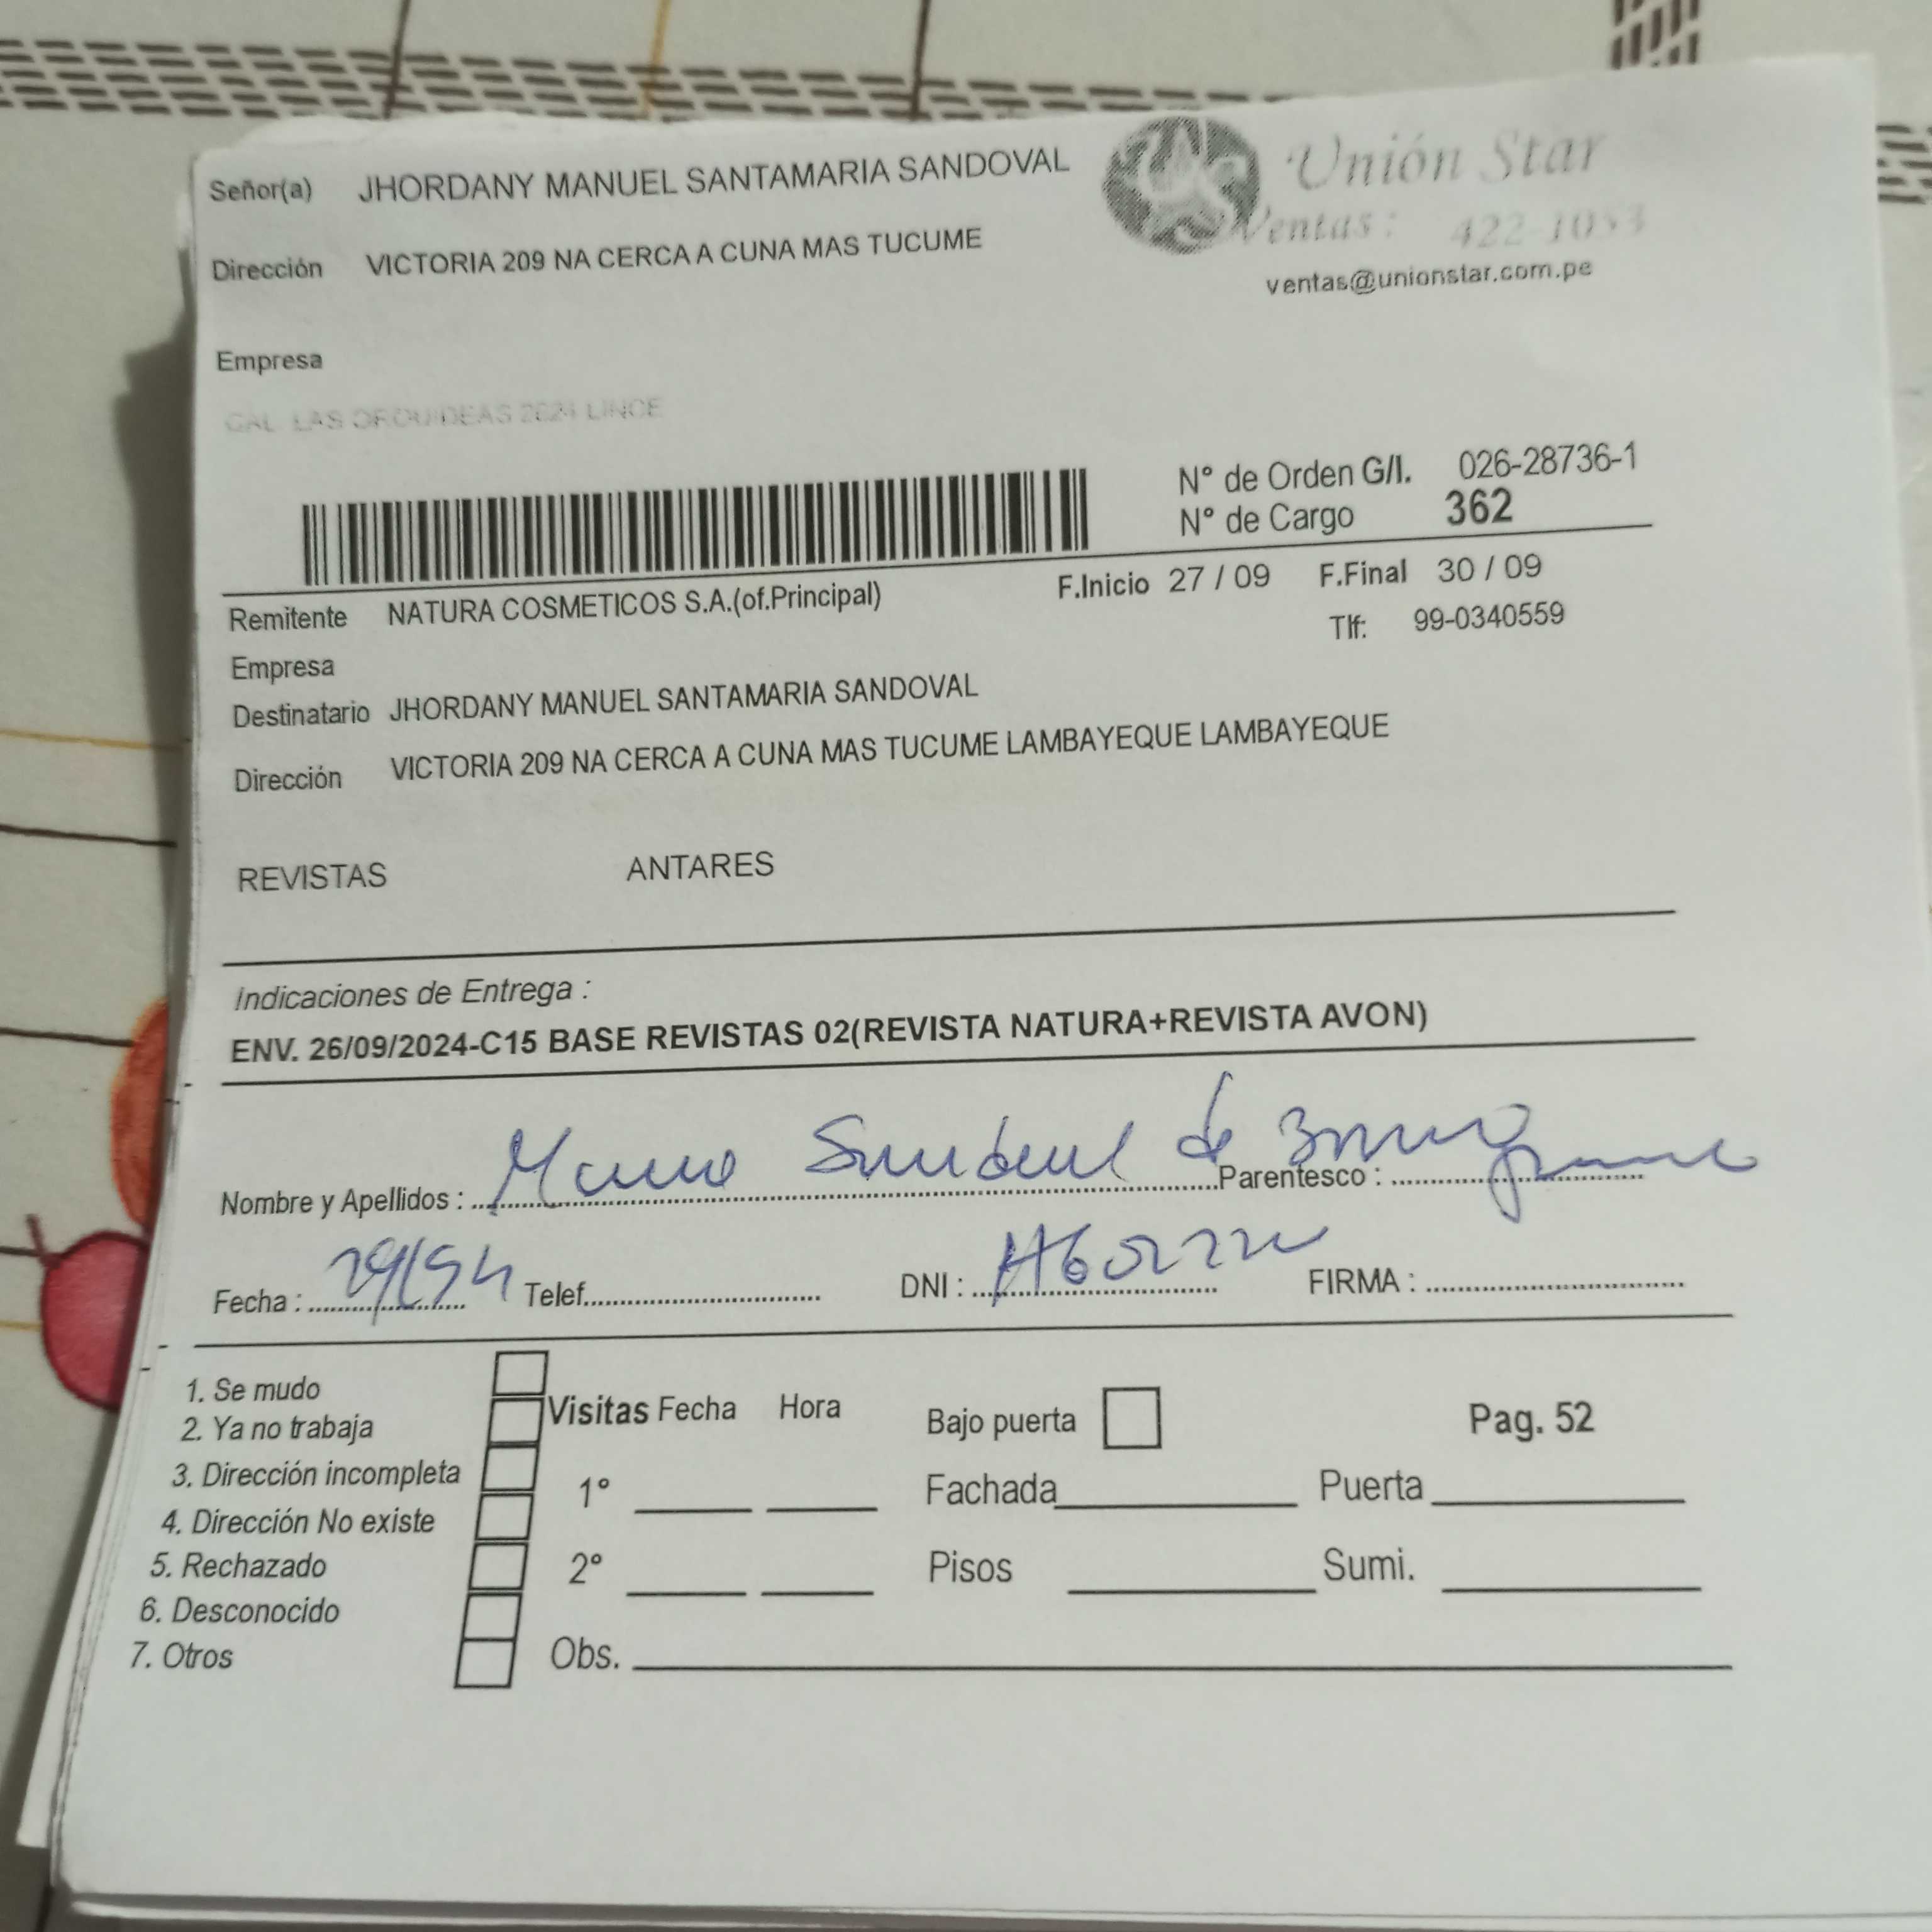 Señor(a) JHORDANY MANUEL SANTAMARIA SANDOVAL
Unión Star
Dirección VICTORIA 209 NA CERCA A CUNA MAS TUCUME
Ventas: 422-1053
ventas@unionstar.com.pe
Empresa
CAL LAS ORQUIDEAS 2624 LINCE
N° de Orden G/I. 026-28736-1
N° de Cargo 362
Remitente NATURA COSMETICOS S.A.(of.Principal) F.Inicio 27 / 09 F.Final 30 / 09
Tlf: 99-0340559
Empresa
Destinatario JHORDANY MANUEL SANTAMARIA SANDOVAL
Dirección VICTORIA 209 NA CERCA A CUNA MAS TUCUME LAMBAYEQUE LAMBAYEQUE
REVISTAS ANTARES
Indicaciones de Entrega :
ENV. 26/09/2024-C15 BASE REVISTAS 02(REVISTA NATURA+REVISTA AVON)
Nombre y Apellidos : de Parentesco :
Fecha : Telef. DNI : FIRMA :
1. Se mudo
2. Ya no trabaja
3. Dirección incompleta
4. Dirección No existe
5. Rechazado
6. Desconocido
7. Otros
Visitas Fecha Hora
1°
2°
Obs.
Bajo puerta Pag. 52
Fachada Puerta
Pisos Sumi.